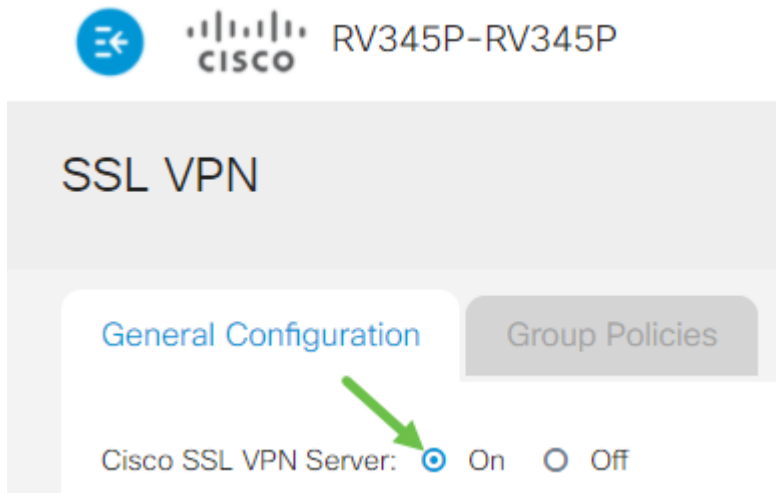 CISCO RV345P-RV345P
SSL VPN
General Configuration Group Policies
Cisco SSL VPN Server: On Off